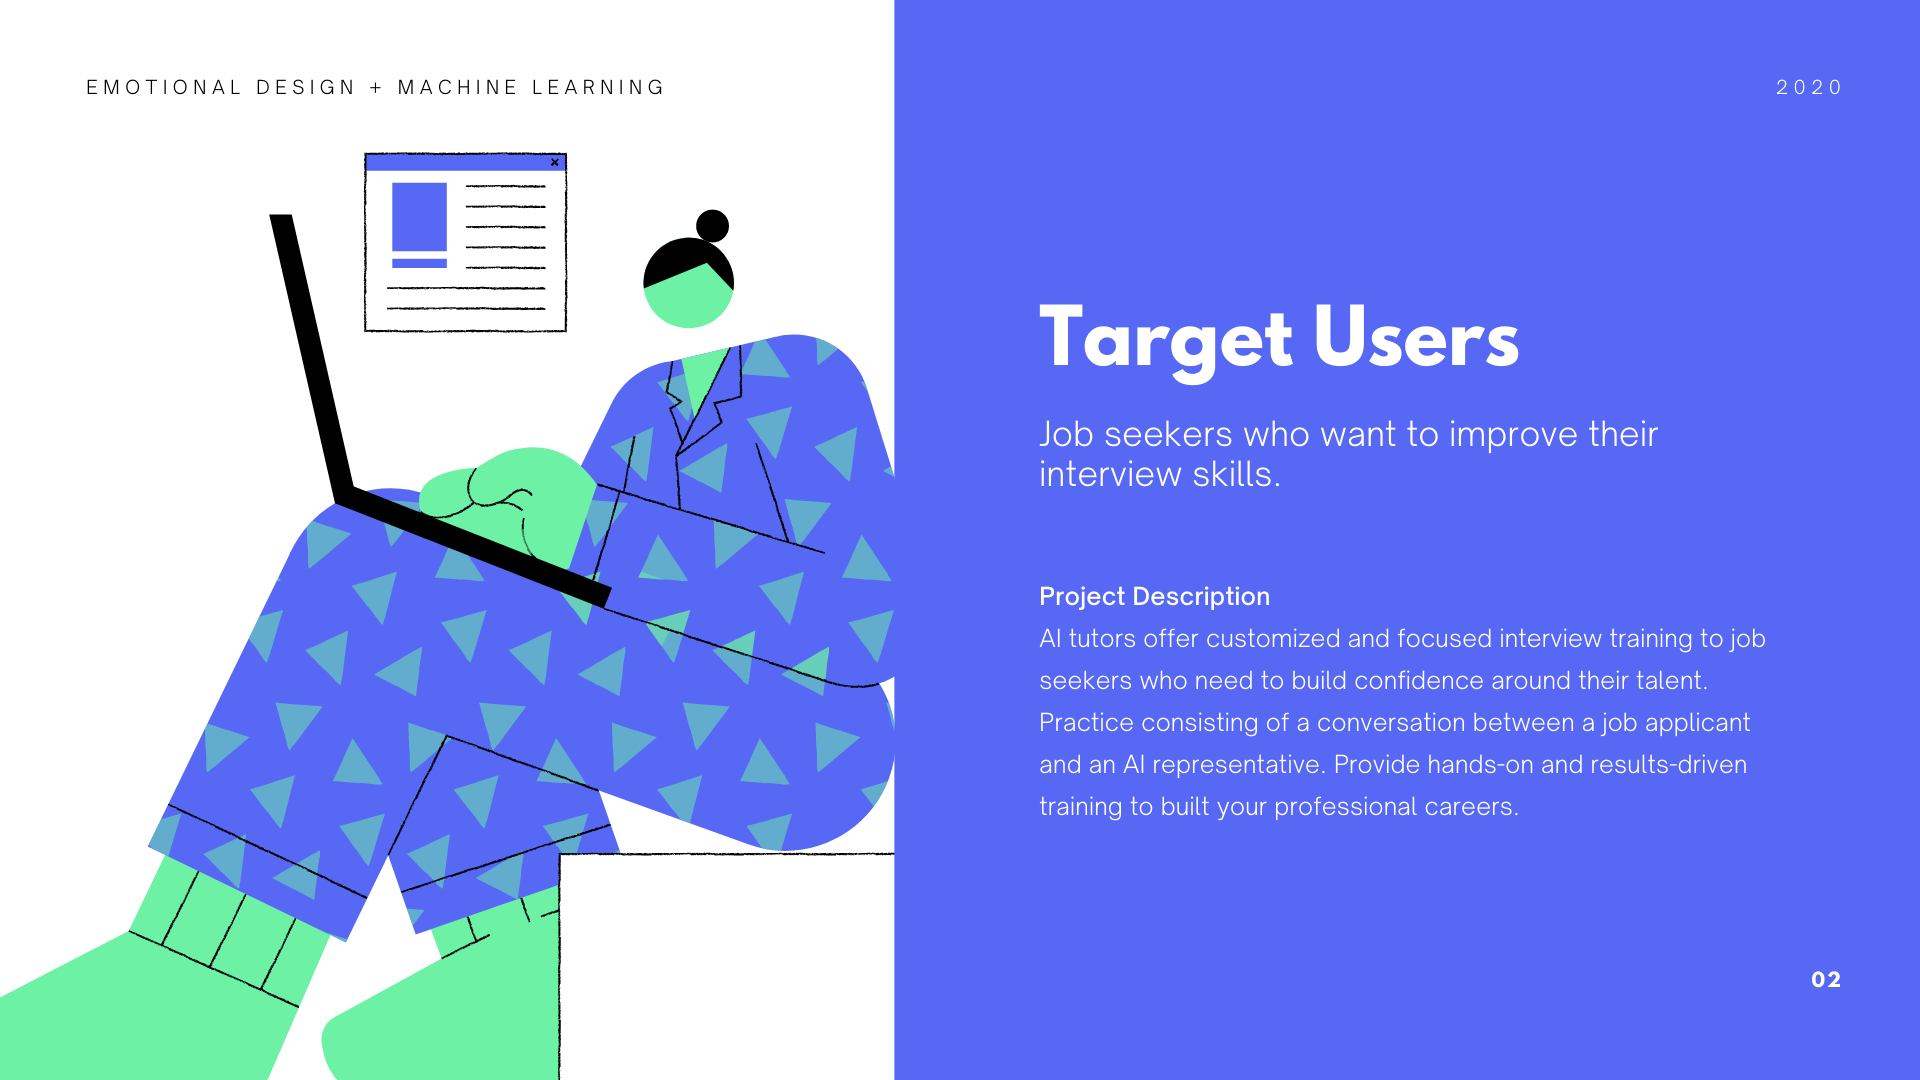 EMOTIONAL DESIGN + MACHINE LEARNING
2020
Target Users
Job seekers who want to improve their
interview skills.
Project Description
AI tutors offer customized and focused interview training to job
seekers who need to build confidence around their talent.
Practice consisting of a conversation between a job applicant
and an AI representative. Provide hands-on and results-driven
training to built your professional careers.
02